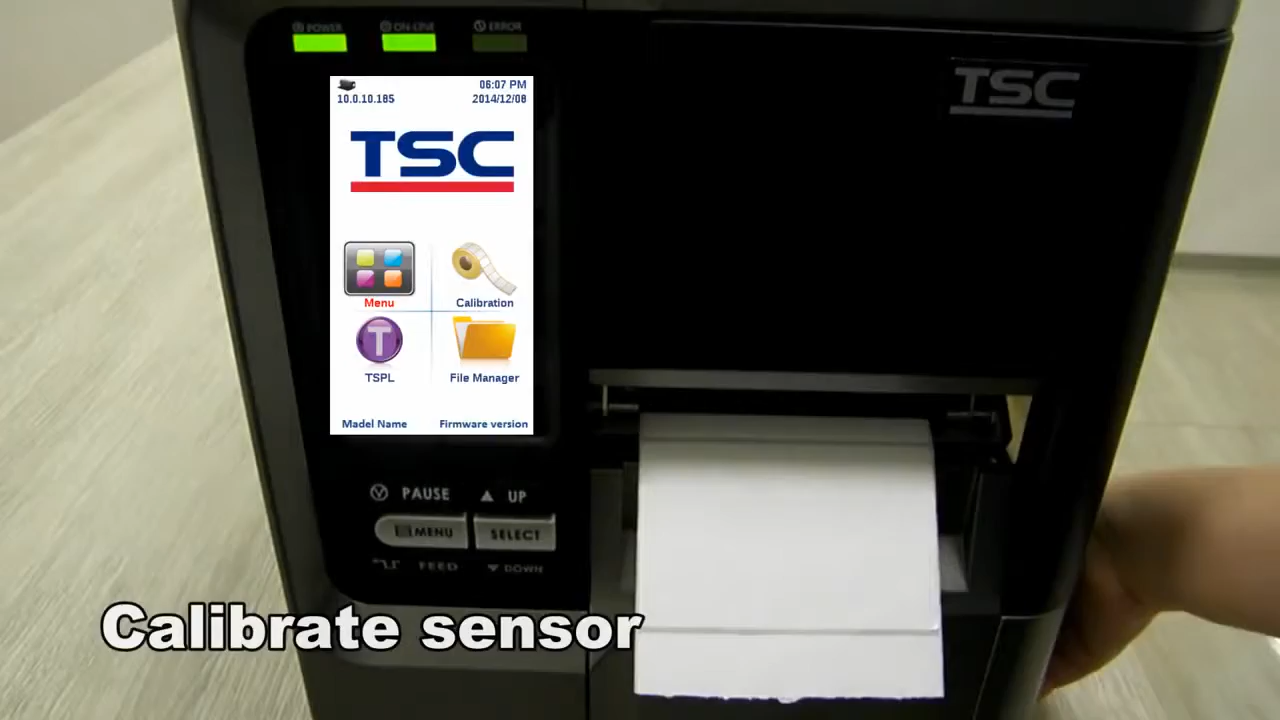 POWER ON-LINE ERROR
06:07 PM
10.0.10.185 2014/12/08
TSC
TSC
Menu Calibration
TSPL File Manager
Madel Name Firmware version
PAUSE UP
MENU SELECT
FEED DOWN
Calibrate sensor